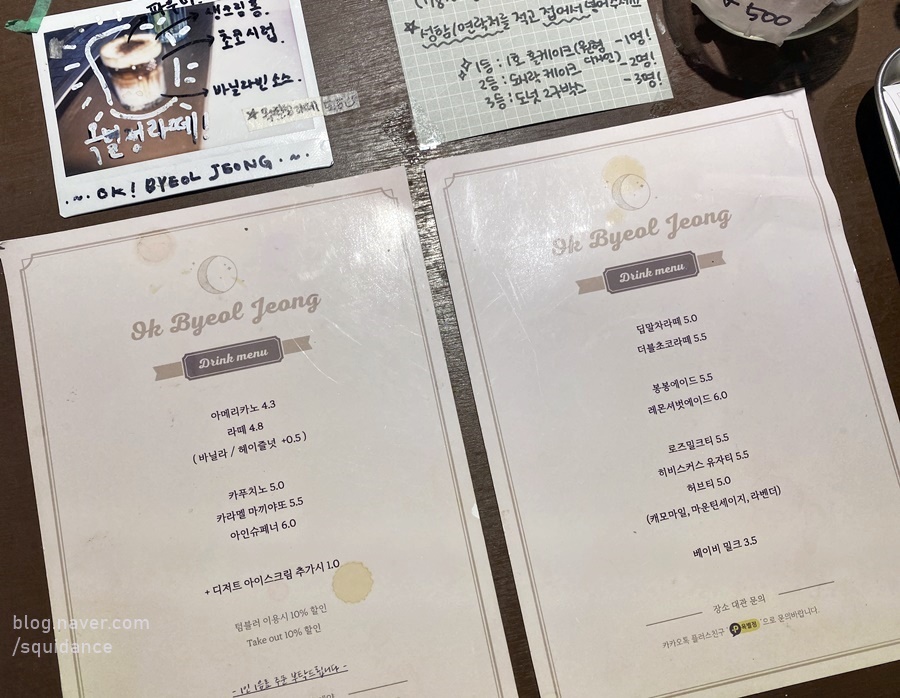 생크림 폼.
초코시럽.
바닐라빈 소스.
옥별정라떼!
OK! BYEOL JEONG
성함/연락처를 적고 접어서
1등 : 1호 홀케이크(원형 디자인) - 1명!
2등 : 도시락 케이크 - 2명!
3등 : 도넛 2구박스 - 3명!
500
Ok Byeol Jeong
Drink menu
아메리카노 4.3
라떼 4.8
( 바닐라 / 헤이즐넛 +0.5 )
카푸치노 5.0
카라멜 마끼야또 5.5
아인슈페너 6.0
+ 디저트 아이스크림 추가시 1.0
텀블러 이용시 10% 할인
Take out 10% 할인
- 1인 1음료 주문 부탁드립니다 -
Ok Byeol Jeong
Drink menu
딥말차라떼 5.0
더블초코라떼 5.5
봉봉에이드 5.5
레몬셔벗에이드 6.0
로즈밀크티 5.5
히비스커스 유자티 5.5
허브티 5.0
(캐모마일, 마운틴세이지, 라벤더)
베이비 밀크 3.5
장소 대관 문의
카카오톡 플러스친구 ' 옥별정 '으로 문의바랍니다.
blog.naver.com
/squidance